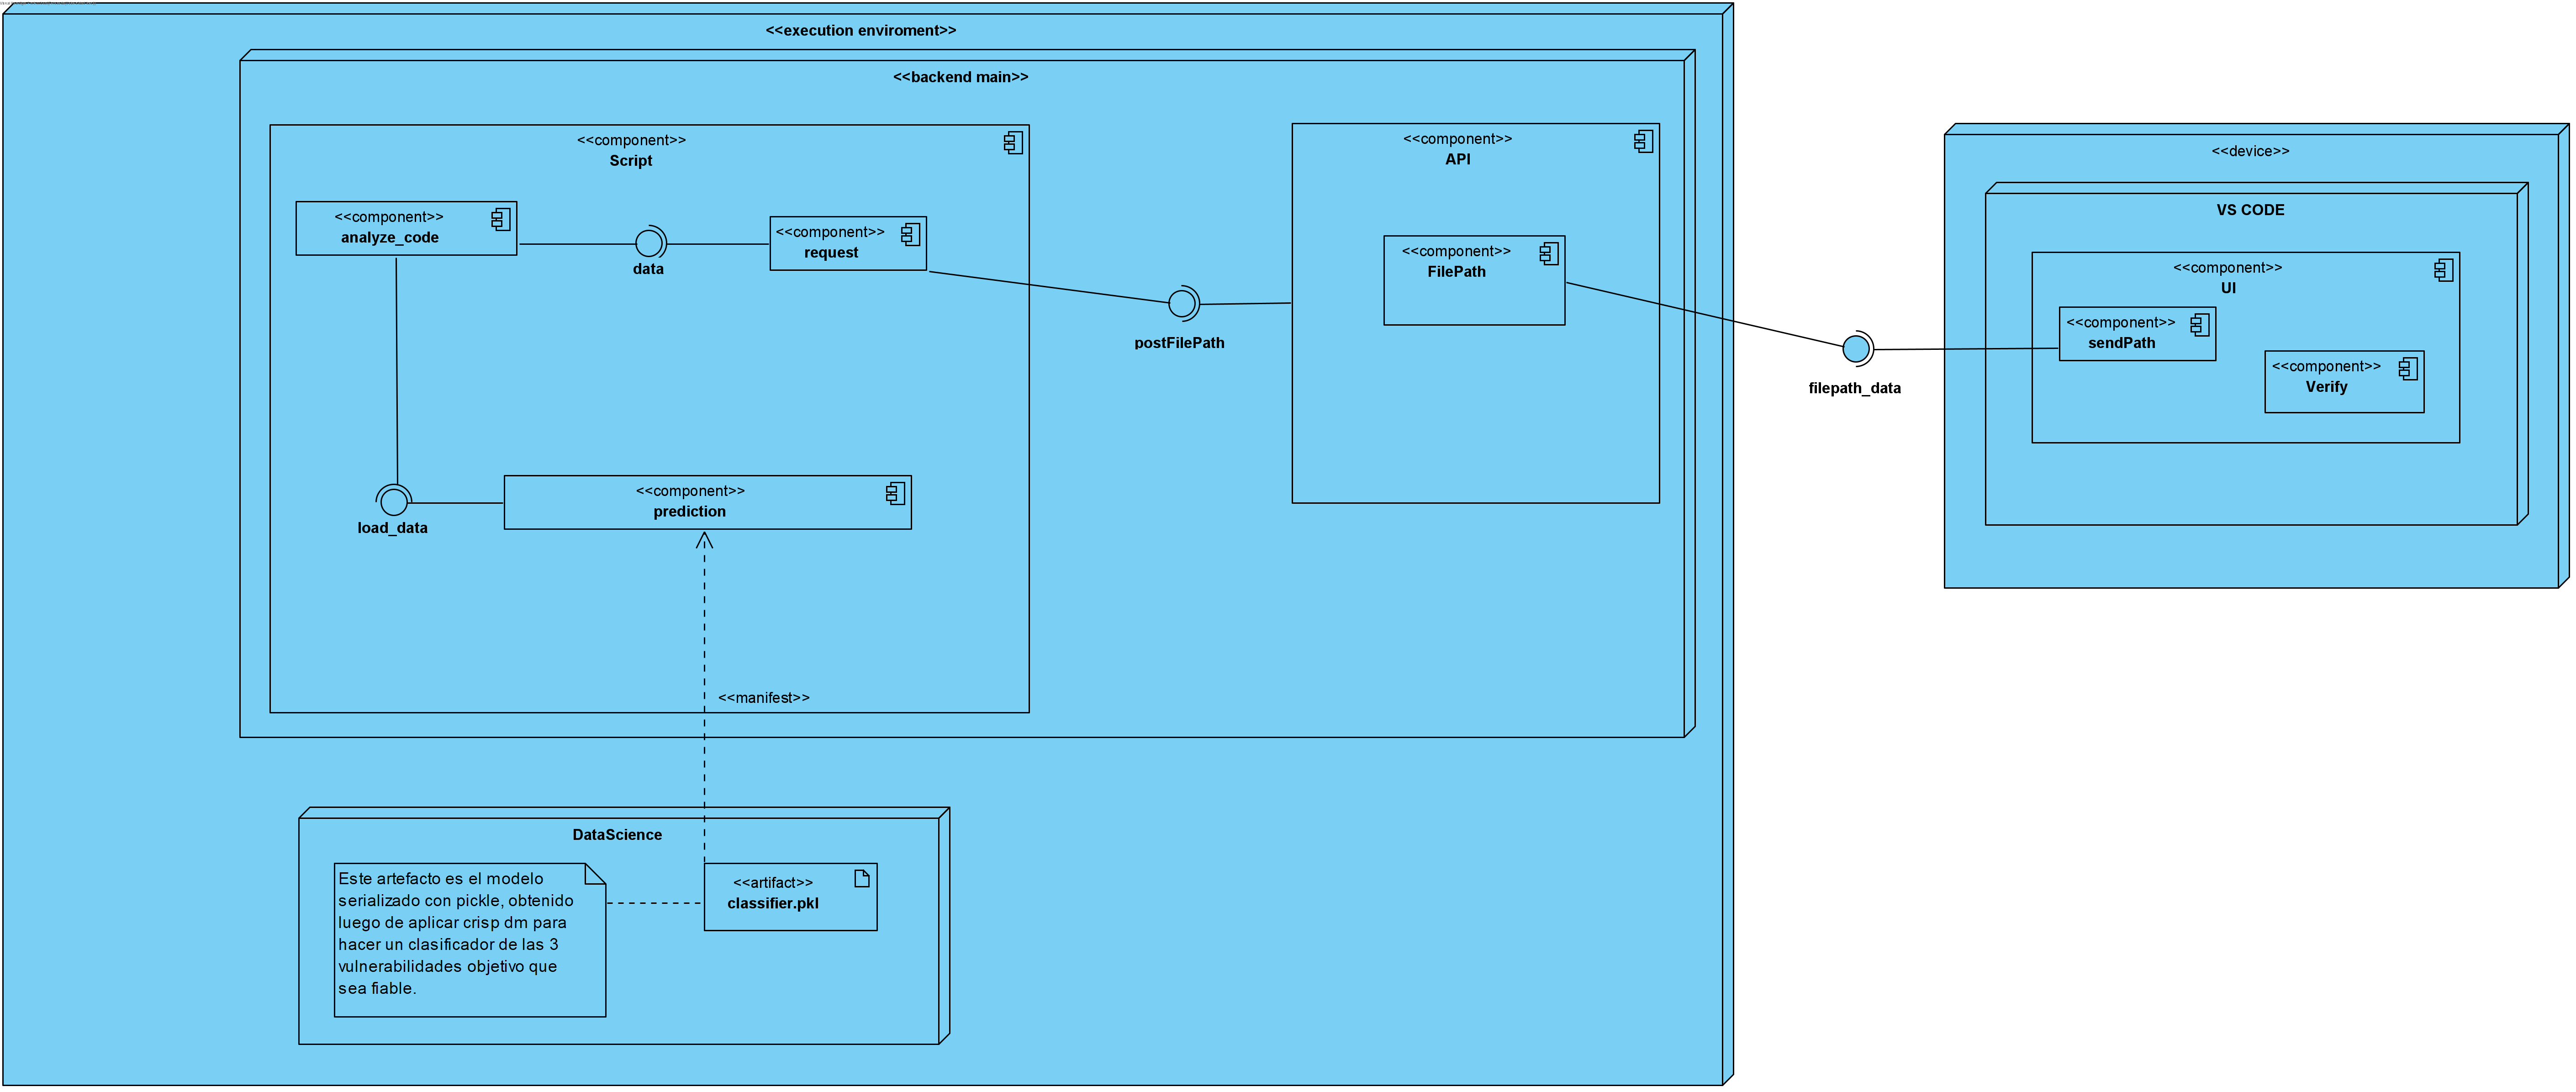 <<execution enviroment>>
<<backend main>>
<<component>>
Script
<<component>>
analyze_code
data
<<component>>
request
<<component>>
prediction
load_data
<<manifest>>
postFilePath
<<component>>
API
<<component>>
FilePath
filepath_data
<<device>>
VS CODE
<<component>>
UI
<<component>>
sendPath
<<component>>
Verify
DataScience
Este artefacto es el modelo
serializado con pickle, obtenido
luego de aplicar crisp dm para
hacer un clasificador de las 3
vulnerabilidades objetivo que
sea fiable.
<<artifact>>
classifier.pkl